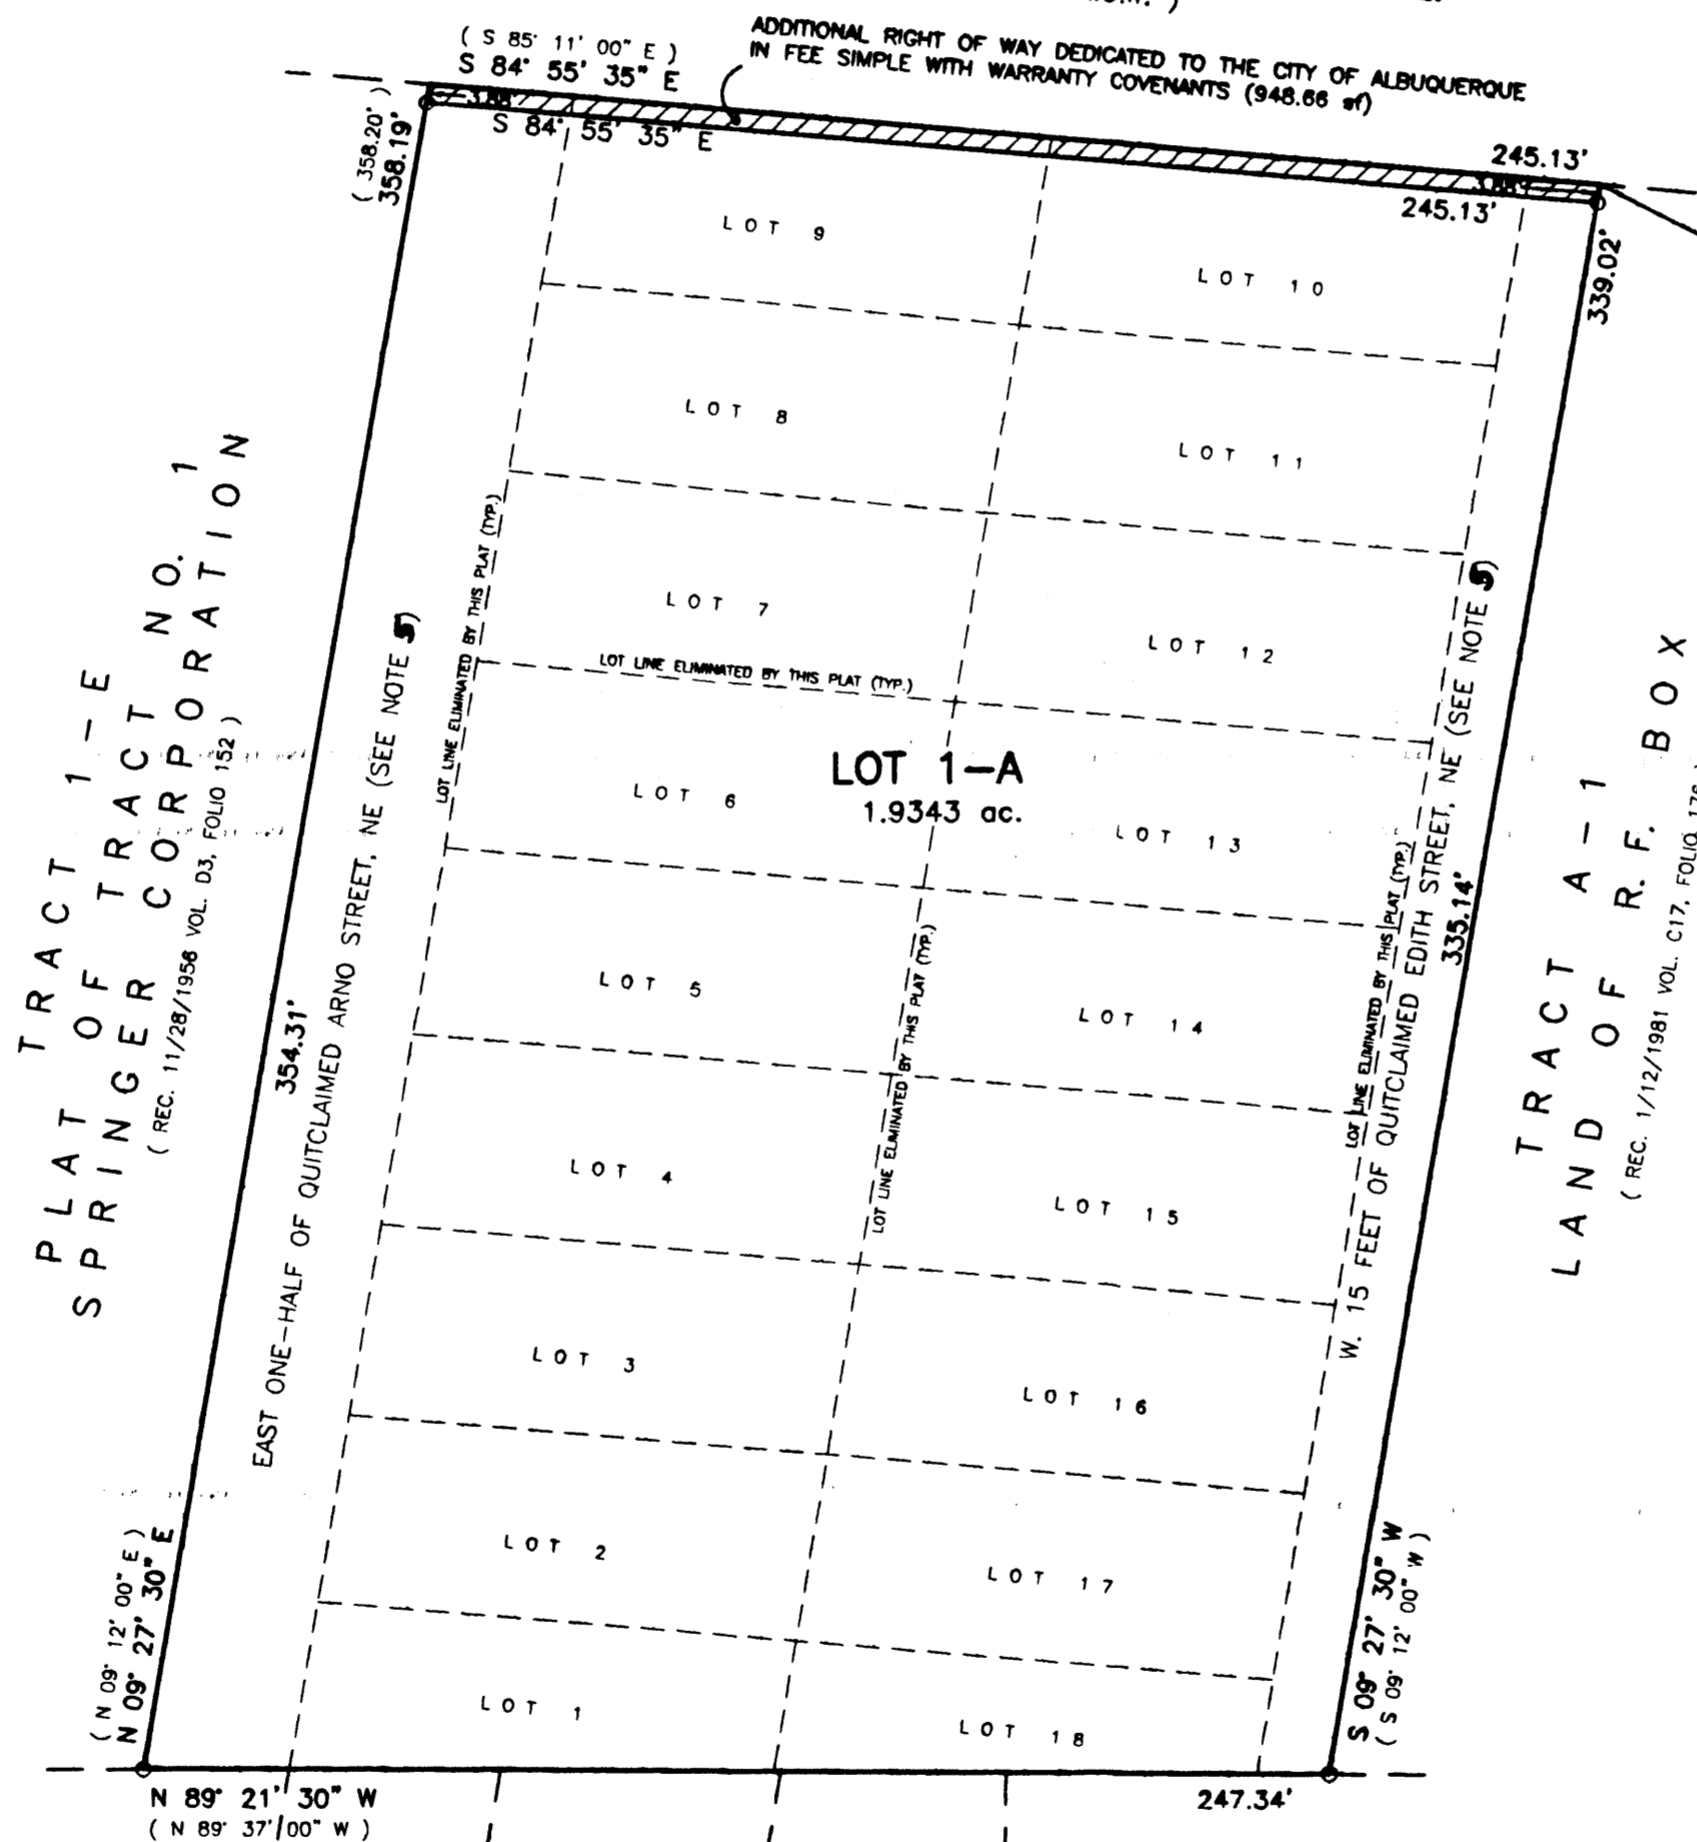 ( S 85° 11' 00" E )
S 84° 55' 35" E
ADDITIONAL RIGHT OF WAY DEDICATED TO THE CITY OF ALBUQUERQUE
IN FEE SIMPLE WITH WARRANTY COVENANTS (948.66 sf)
S 84° 55' 35" E
245.13'
245.13'
( 358.20' )
358.19'
339.02'
LOT 9
LOT 10
LOT 8
LOT 11
LOT 7
LOT 12
LOT LINE ELIMINATED BY THIS PLAT (TYP.)
LOT LINE ELIMINATED BY THIS PLAT (TYP.)
LOT 1-A
1.9343 ac.
LOT 6
LOT 13
LOT 5
LOT 14
LOT LINE ELIMINATED BY THIS PLAT (TYP.)
LOT LINE ELIMINATED BY THIS PLAT (TYP.)
LOT 4
LOT 15
LOT 3
LOT 16
LOT 2
LOT 17
LOT 1
LOT 18
TRACT 1-E
PLAT OF TRACT NO. 1
SPRINGER CORPORATION
( REC. 11/28/1956 VOL. D3, FOLIO 152 )
354.31'
EAST ONE-HALF OF QUITCLAIMED ARNO STREET, NE (SEE NOTE 5)
W. 15 FEET OF QUITCLAIMED EDITH STREET, NE (SEE NOTE 5)
335.14'
TRACT A-1
LAND OF R.F. BOX
( REC. 1/12/1981 VOL. C17, FOLIO
( N 09° 12' 00" E )
N 09° 27' 30" E
S 09° 27' 30" W
( S 09° 12' 00" W )
N 89° 21' 30" W
( N 89° 37' 00" W )
247.34'